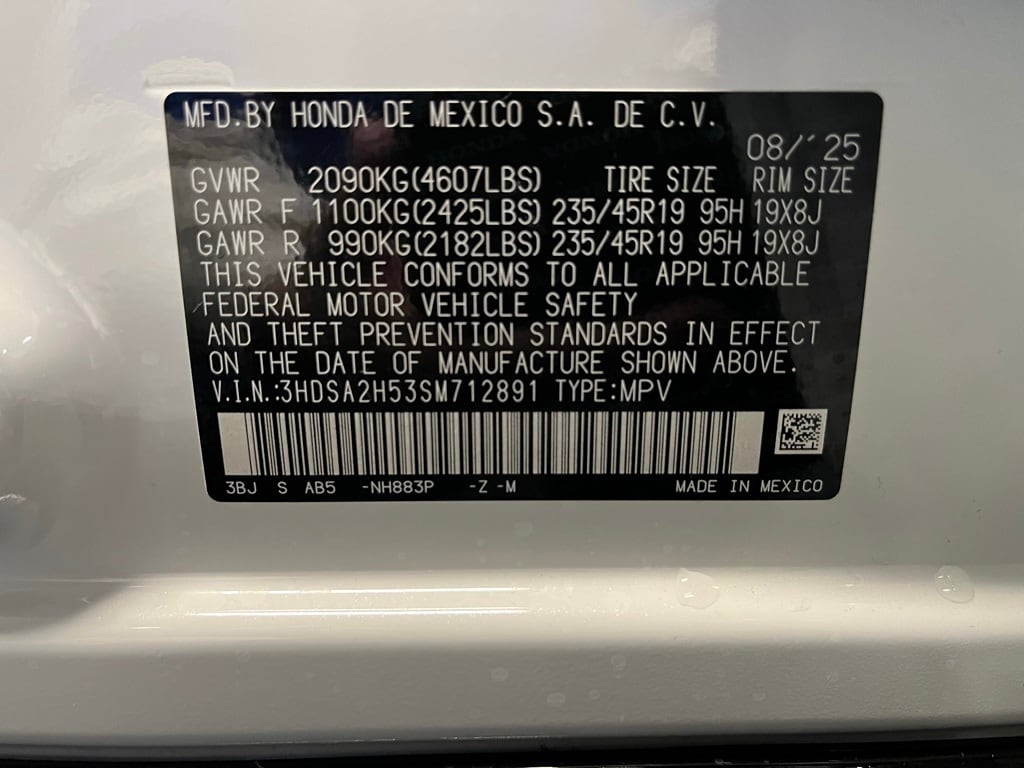 MFD.BY HONDA DE MEXICO S.A. DE C.V.
08/'25
GVWR 2090KG(4607LBS) TIRE SIZE RIM SIZE
GAWR F 1100KG(2425LBS) 235/45R19 95H 19X8J
GAWR R 990KG(2182LBS) 235/45R19 95H 19X8J
THIS VEHICLE CONFORMS TO ALL APPLICABLE
FEDERAL MOTOR VEHICLE SAFETY
AND THEFT PREVENTION STANDARDS IN EFFECT
ON THE DATE OF MANUFACTURE SHOWN ABOVE.
V.I.N.:3HDSA2H53SM712891 TYPE:MPV
3BJ S AB5 -NH883P -Z -M MADE IN MEXICO